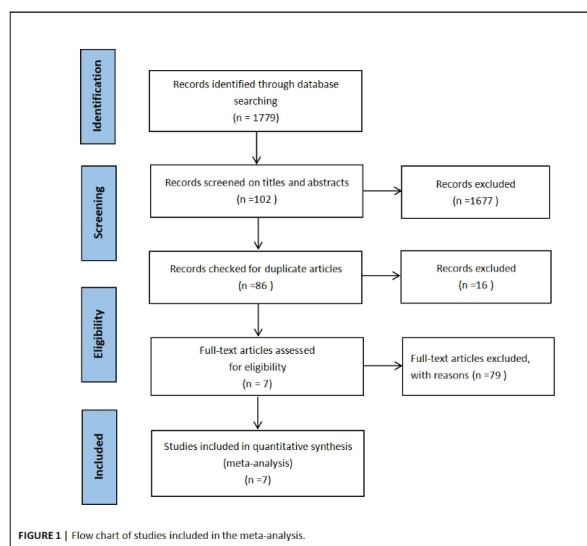 Identification
Records identified through database
searching
(n = 1779)
Screening
Records screened on titles and abstracts
(n =102 )
Records excluded
(n =1677)
Records checked for duplicate articles
(n =86 )
Records excluded
(n =16 )
Eligibility
Full-text articles assessed
for eligibility
(n = 7)
Full-text articles excluded,
with reasons (n =79 )
Included
Studies included in quantitative synthesis
(meta-analysis)
(n =7)
FIGURE 1 | Flow chart of studies included in the meta-analysis.